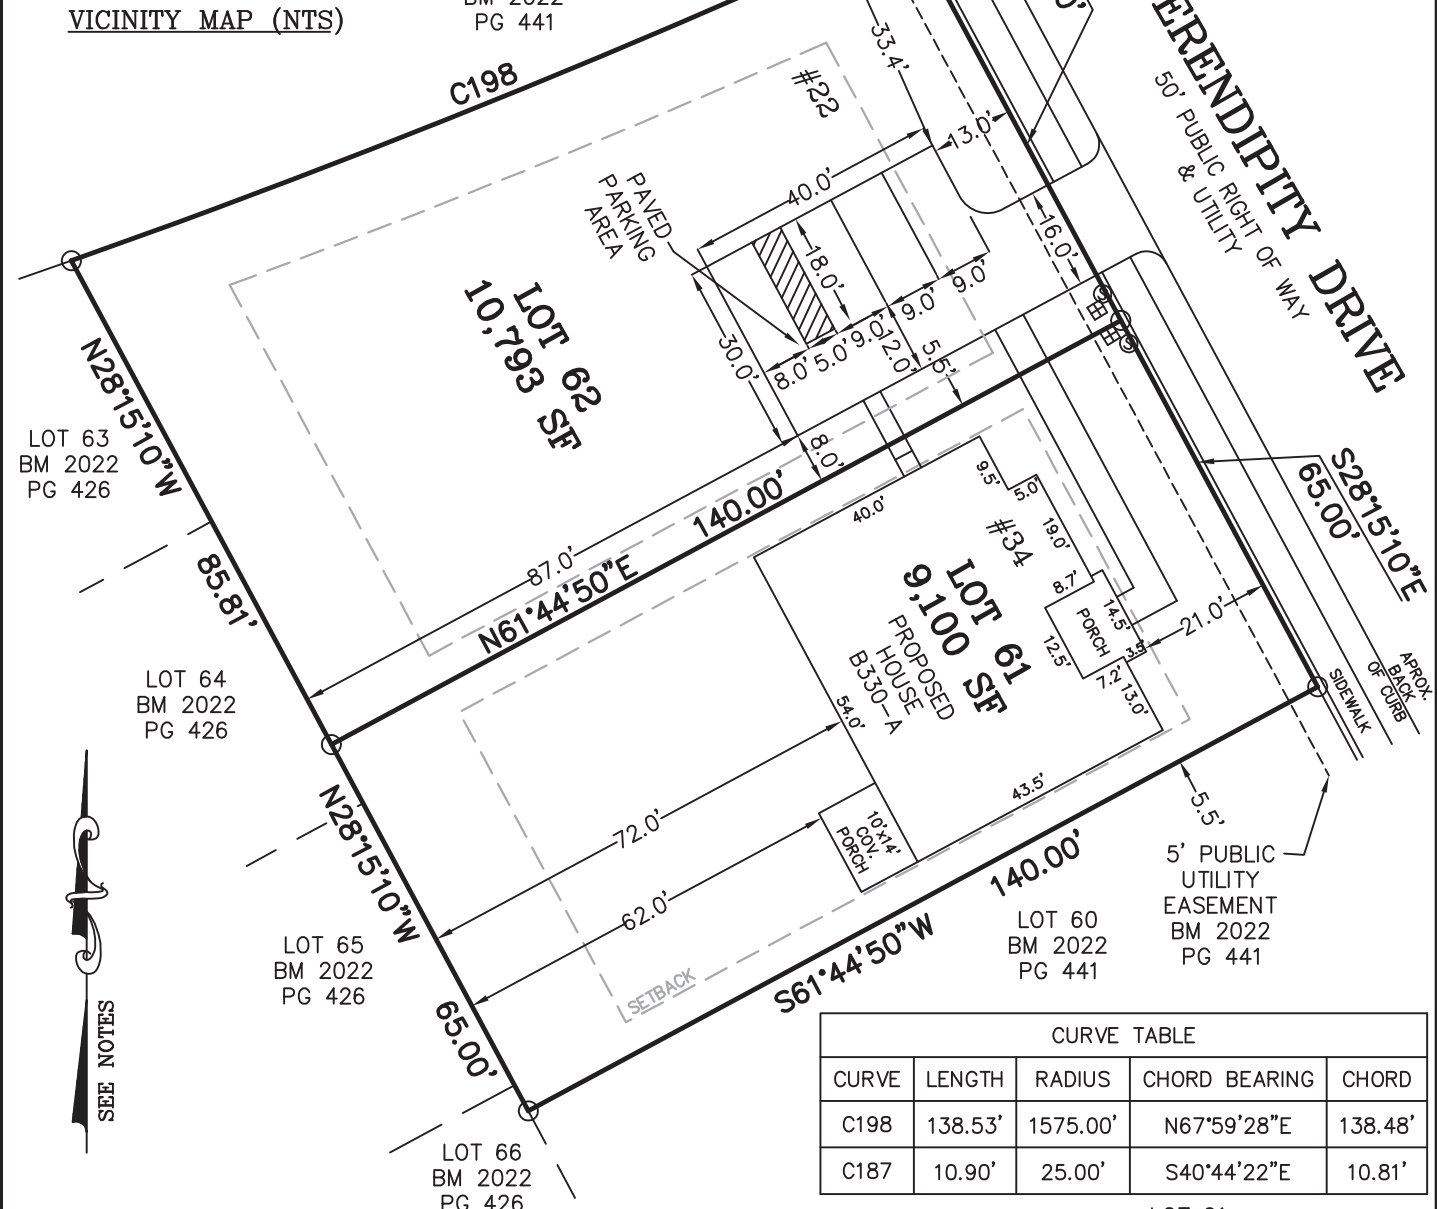 VICINITY MAP (NTS)
BM 2022
PG 441
C198
#22
33.4'
0'
13.0'
ERENDIPITY DRIVE
50' PUBLIC RIGHT OF WAY
& UTILITY
40.0'
PAVED
PARKING
AREA
18.0'
16.0'
9.0'
9.0'
9.0'
5.0'
8.0'
12.0'
5.5'
30.0'
8.0'
LOT 62
10,793 SF
N28°15'10"W
85.81'
LOT 63
BM 2022
PG 426
87.0'
140.00'
N61°44'50"E
S28°15'10"E
65.00'
40.0'
9.5'
5.0'
19.0'
#34
8.7'
14.5'
PORCH
3.5'
12.5'
7.2'
13.0'
21.0'
LOT 61
9,100 SF
PROPOSED
HOUSE
B330-A
54.0'
43.5'
10'x14'
COV.
PORCH
72.0'
62.0'
SIDEWALK
APROX.
BACK
OF CURB
LOT 64
BM 2022
PG 426
N28°15'10"W
65.00'
LOT 65
BM 2022
PG 426
SETBACK
140.00'
S61°44'50"W
5.5'
5' PUBLIC
UTILITY
EASEMENT
BM 2022
PG 441
LOT 60
BM 2022
PG 441
SEE NOTES
LOT 66
BM 2022
PG 426
CURVE TABLE
CURVE LENGTH RADIUS CHORD BEARING CHORD
C198 138.53' 1575.00' N67°59'28"E 138.48'
C187 10.90' 25.00' S40°44'22"E 10.81'